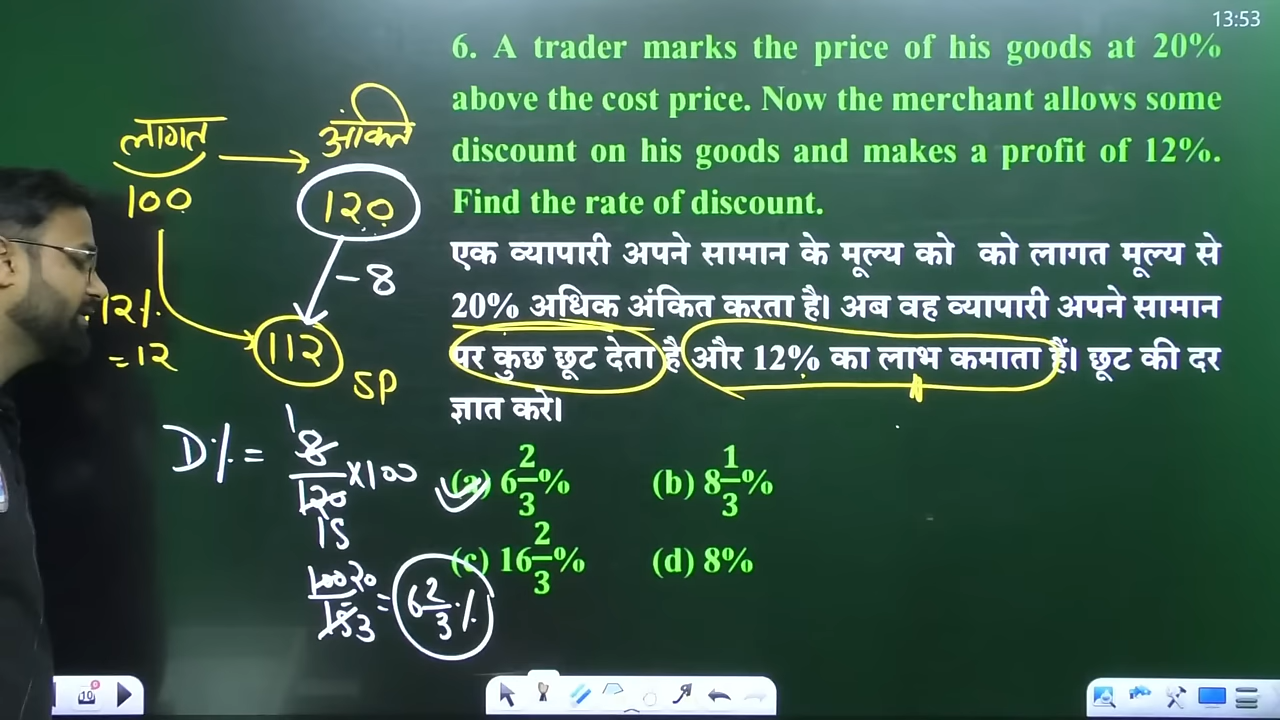 13:53
6. A trader marks the price of his goods at 20%
above the cost price. Now the merchant allows some
discount on his goods and makes a profit of 12%.
Find the rate of discount.
एक व्यापारी अपने सामान के मूल्य को को लागत मूल्य से
20% अधिक अंकित करता है। अब वह व्यापारी अपने सामान
पर कुछ छूट देता है और 12% का लाभ कमाता हैं। छूट की दर
ज्ञात करे।
(a) 6 2/3% (b) 8 1/3%
(c) 16 2/3% (d) 8%
लागत → अंकित
100 120
-8
12%
=12
112
SP
D% = 8/120 × 100
1
15
100/15 = 6 2/3 %
20
3
10